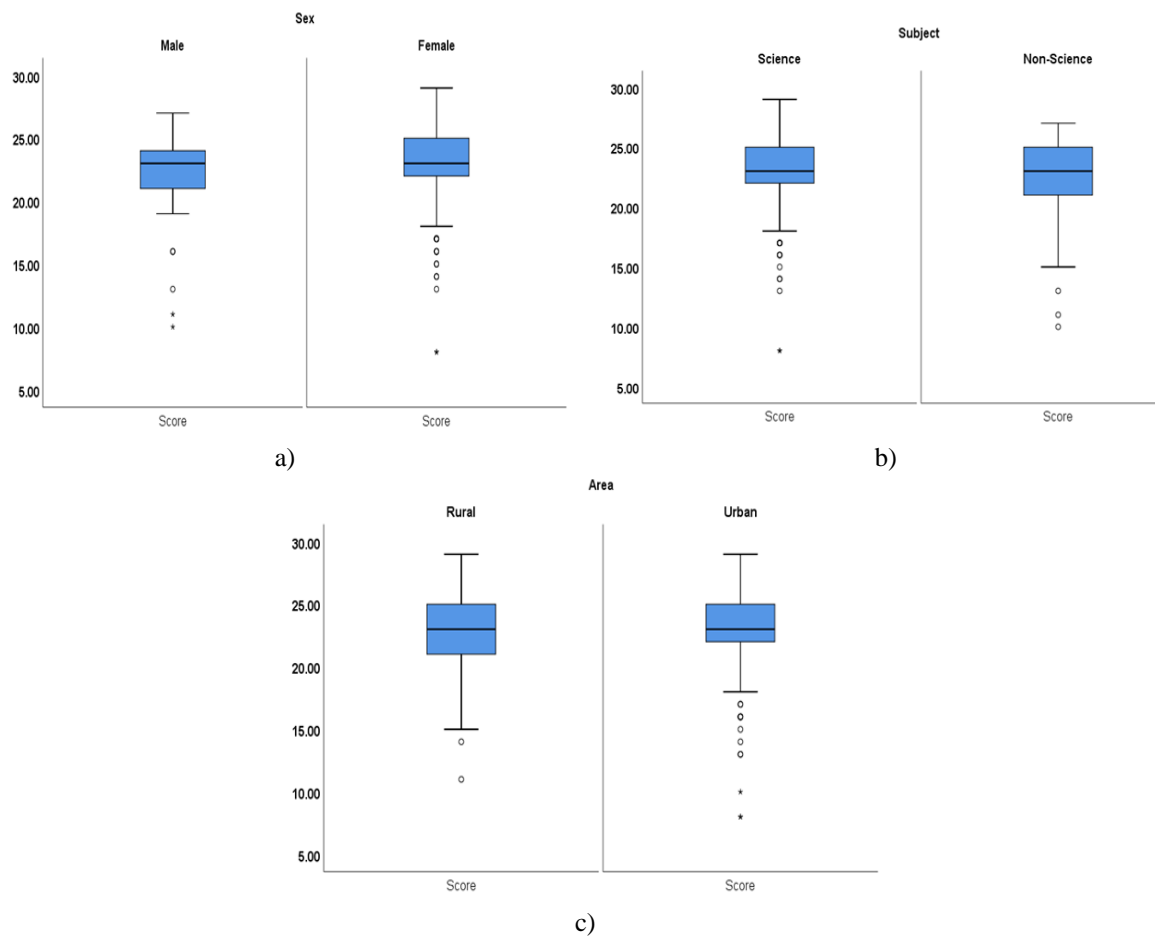 Sex
Male Female
30.00
25.00
20.00
15.00
10.00
5.00
Score Score
a)
Subject
Science Non-Science
30.00
25.00
20.00
15.00
10.00
5.00
Score Score
b)
Area
Rural Urban
30.00
25.00
20.00
15.00
10.00
5.00
Score Score
c)